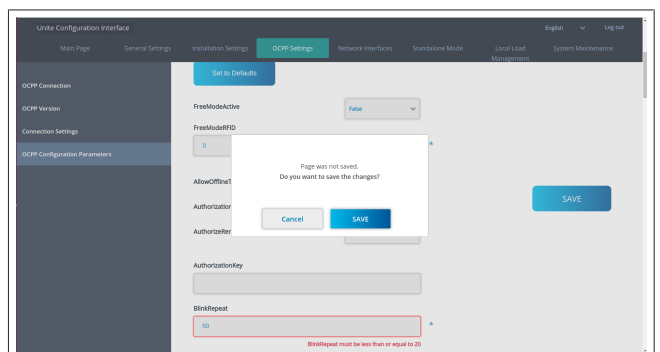 Unite Configuration Interface
English
Log out
Main Page
General Settings
Installation Settings
OCPP Settings
Network Interfaces
Standalone Mode
Local Load
Management
System Maintenance
OCPP Connection
OCPP Version
Connection Settings
OCPP Configuration Parameters
Set to Defaults
FreeModeActive
False
FreeModeRFID
0
*
Page was not saved.
Do you want to save the changes?
Cancel
SAVE
AllowOfflineT
Authorization
AuthorizeRer
SAVE
AuthorizationKey
BlinkRepeat
50
*
BlinkRepeat must be less than or equal to 20